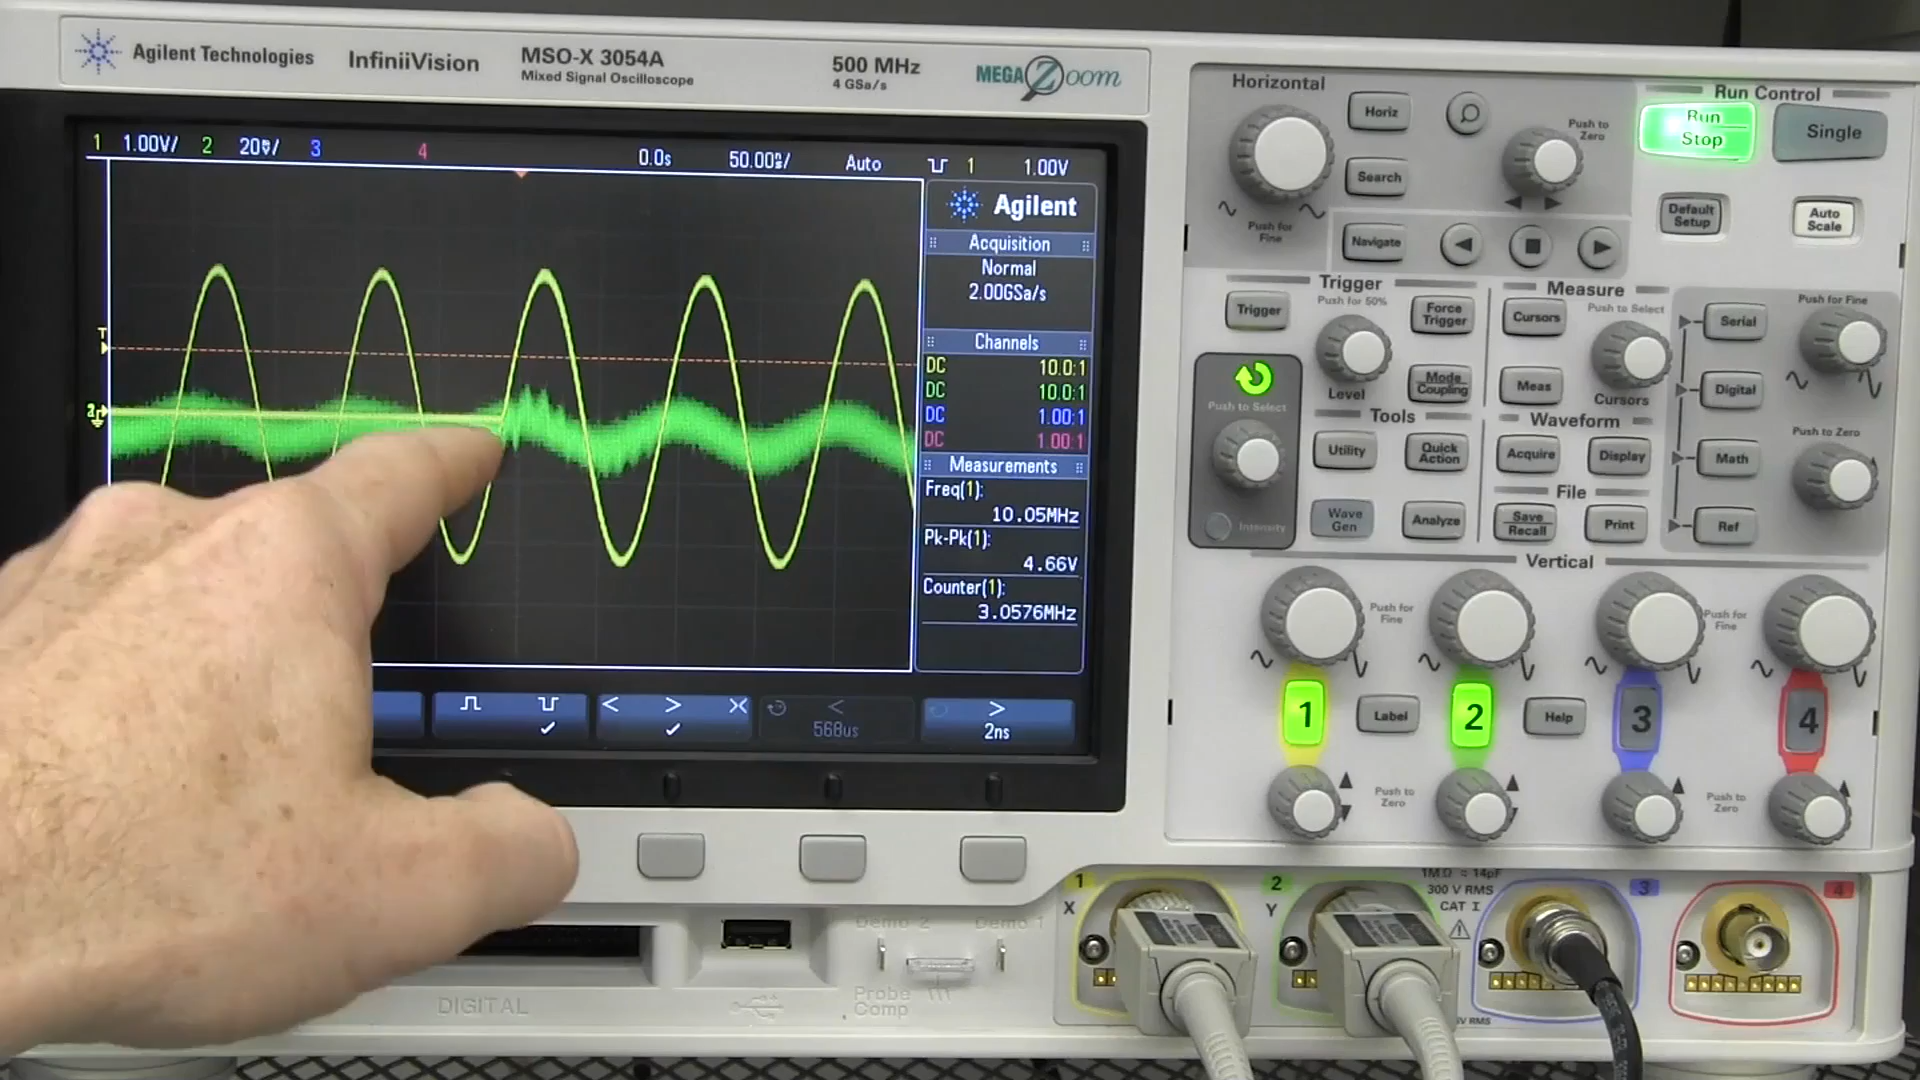 Agilent Technologies InfiniiVision MSO-X 3054A 500 MHz MEGA Zoom
Mixed Signal Oscilloscope 4 GSa/s
1 1.00V/ 2 20▽/ 3 4 0.0s 50.00ns/ Auto 1 1.00V
Agilent
Acquisition
Normal
2.00GSa/s
Channels
DC 10.0:1
DC 10.0:1
DC 1.00:1
DC 1.00:1
Measurements
Freq(1):
10.05MHz
Pk-Pk(1):
4.66V
Counter(1):
3.0576MHz
T
< > ><
<
568us
>
2ns
Horizontal
Horiz
Push to Zero
Search
Push for Fine
Navigate
Run Control
Run
Stop
Single
Default Setup
Auto Scale
Trigger
Push for 50%
Trigger
Force Trigger
Level
Mode Coupling
Measure
Cursors
Push to Select
Meas
Cursors
Push to Select
Intensity
Tools
Utility
Quick Action
Wave Gen
Analyze
Waveform
Acquire
Display
File
Save Recall
Print
Serial
Digital
Math
Ref
Push for Fine
Push to Zero
Vertical
Push for Fine
Push for Fine
1 Label 2 Help 3 4
Push to Zero
Push to Zero
DIGITAL
Demo 2
Demo 1
Probe Comp
1
X
2
Y
1MΩ ≈ 14pF
300 V RMS
CAT I
3
4
V RMS